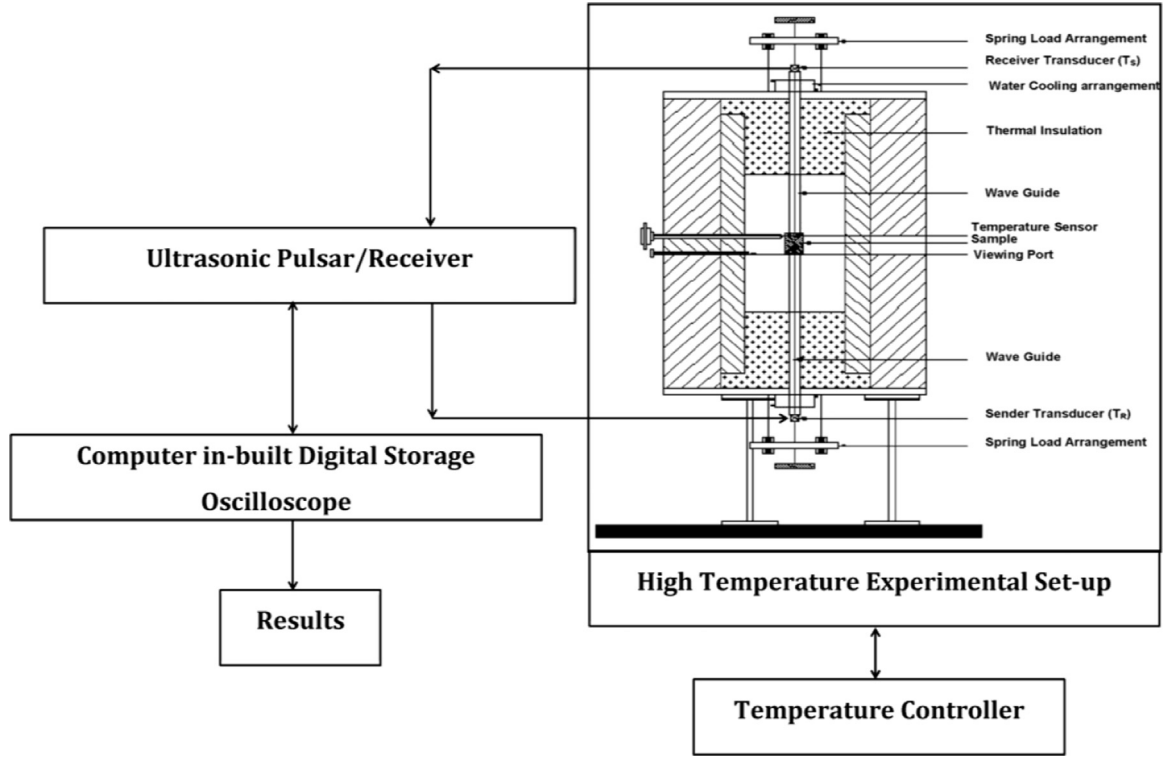 Spring Load Arrangement
Receiver Transducer (Tₛ)
Water Cooling arrangement
Thermal Insulation
Wave Guide
Temperature Sensor
Sample
Viewing Port
Wave Guide
Sender Transducer (Tᵣ)
Spring Load Arrangement
Ultrasonic Pulsar/Receiver
Computer in-built Digital Storage
Oscilloscope
Results
High Temperature Experimental Set-up
Temperature Controller